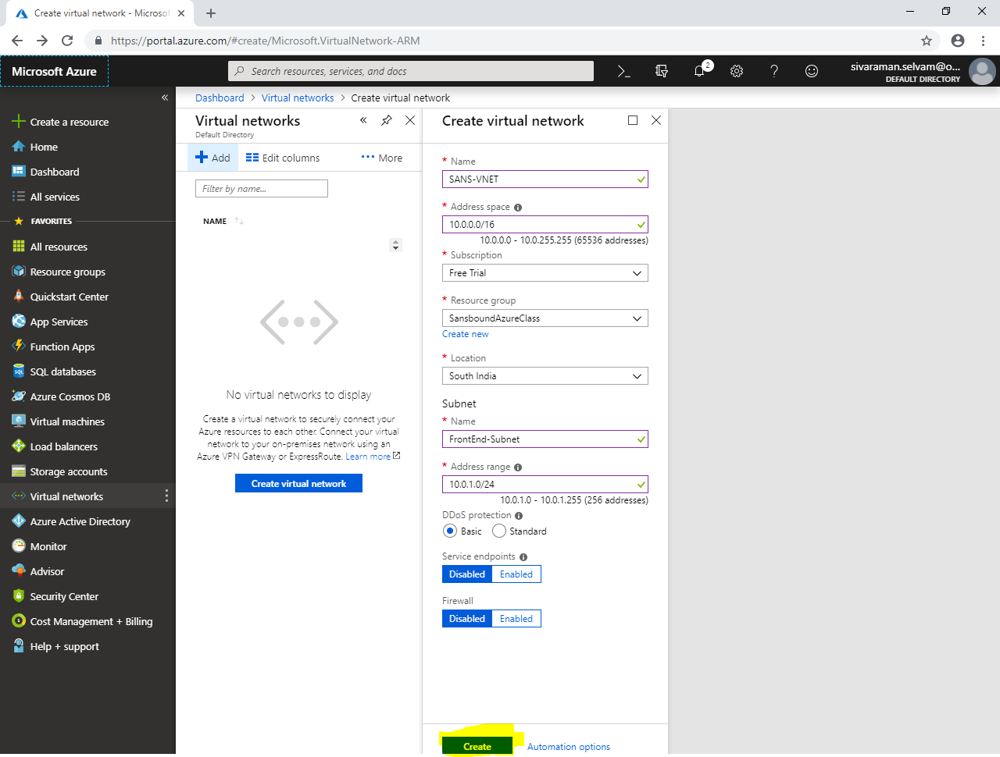 Create virtual network - Microsof
https://portal.azure.com/#create/Microsoft.VirtualNetwork-ARM
Microsoft Azure
Search resources, services, and docs
2
sivaraman.selvam@o...
DEFAULT DIRECTORY
Create a resource
Home
Dashboard
All services
FAVORITES
All resources
Resource groups
Quickstart Center
App Services
Function Apps
SQL databases
Azure Cosmos DB
Virtual machines
Load balancers
Storage accounts
Virtual networks
Azure Active Directory
Monitor
Advisor
Security Center
Cost Management + Billing
Help + support
Dashboard > Virtual networks > Create virtual network
Virtual networks
Default Directory
Add
Edit columns
More
Filter by name...
NAME
No virtual networks to display
Create a virtual network to securely connect your
Azure resources to each other. Connect your virtual
network to your on-premises network using an
Azure VPN Gateway or ExpressRoute. Learn more
Create virtual network
Create virtual network
* Name
SANS-VNET
* Address space
10.0.0.0/16
10.0.0.0 - 10.0.255.255 (65536 addresses)
* Subscription
Free Trial
* Resource group
SansboundAzureClass
Create new
* Location
South India
Subnet
* Name
FrontEnd-Subnet
* Address range
10.0.1.0/24
10.0.1.0 - 10.0.1.255 (256 addresses)
DDoS protection
Basic Standard
Service endpoints
Disabled Enabled
Firewall
Disabled Enabled
Create
Automation options